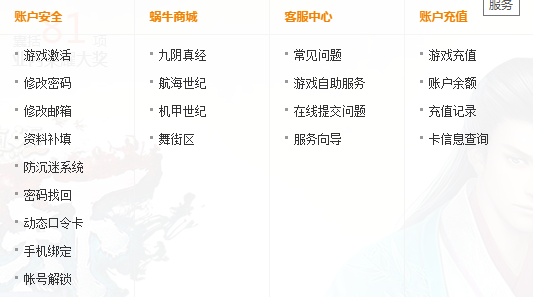 服务
账户安全
游戏激活
修改密码
修改邮箱
资料补填
防沉迷系统
密码找回
动态口令卡
手机绑定
帐号解锁
蜗牛商城
九阴真经
航海世纪
机甲世纪
舞街区
客服中心
常见问题
游戏自助服务
在线提交问题
服务向导
账户充值
游戏充值
账户余额
充值记录
卡信息查询